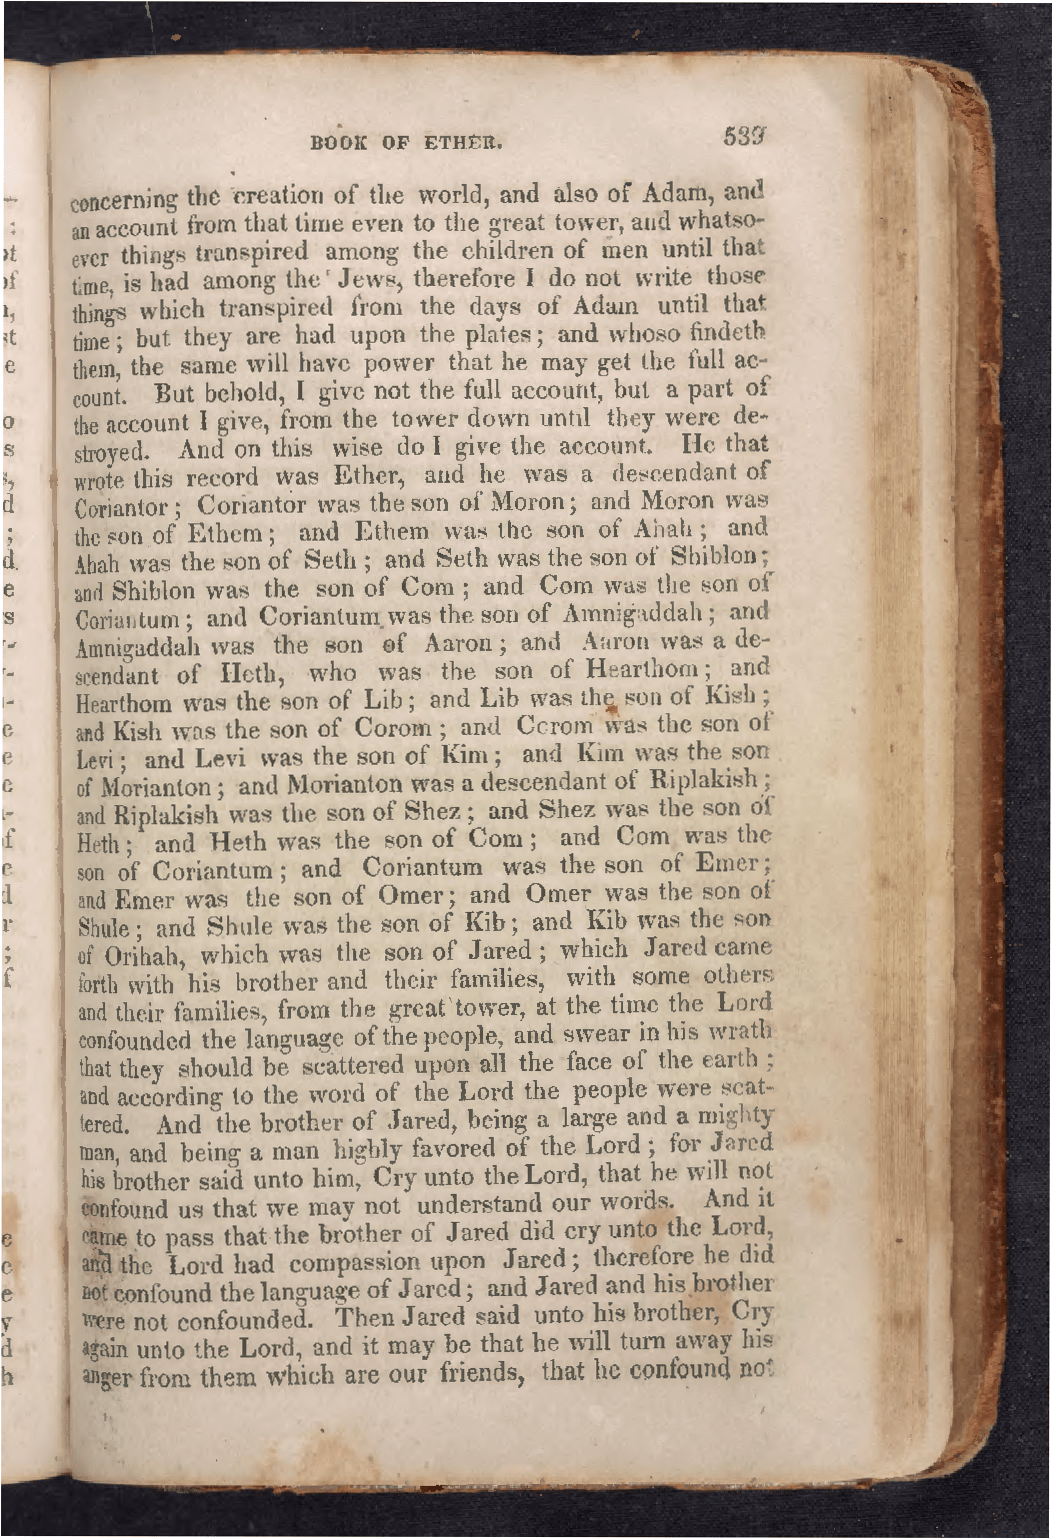 BOOK OF ETHER. 539
concerning the creation of the world, and also of Adam, and
an account from that time even to the great tower, and whatso-
ever things transpired among the children of men until that
time, is had among the Jews, therefore I do not write those
things which transpired from the days of Adam until that
time; but they are had upon the plates; and whoso findeth
them, the same will have power that he may get the full ac-
count. But behold, I give not the full account, but a part of
the account I give, from the tower down until they were de-
stroyed. And on this wise do I give the account. He that
wrote this record was Ether, and he was a descendant of
Coriantor; Coriantor was the son of Moron; and Moron was
the son of Ethem; and Ethem was the son of Ahah; and
Ahah was the son of Seth; and Seth was the son of Shiblon;
and Shiblon was the son of Com; and Com was the son of
Coriantum; and Coriantum was the son of Amnigaddah; and
Amnigaddah was the son of Aaron; and Aaron was a de-
scendant of Heth, who was the son of Hearthom; and
Hearthom was the son of Lib; and Lib was the son of Kish;
and Kish was the son of Corom; and Corom was the son of
Levi; and Levi was the son of Kim; and Kim was the son
of Morianton; and Morianton was a descendant of Riplakish;
and Riplakish was the son of Shez; and Shez was the son of
Heth; and Heth was the son of Com; and Com was the
son of Coriantum; and Coriantum was the son of Emer;
and Emer was the son of Omer; and Omer was the son of
Shule; and Shule was the son of Kib; and Kib was the son
of Orihah, which was the son of Jared; which Jared came
forth with his brother and their families, with some others
and their families, from the great tower, at the time the Lord
confounded the language of the people, and swear in his wrath
that they should be scattered upon all the face of the earth;
and according to the word of the Lord the people were scat-
tered. And the brother of Jared, being a large and a mighty
man, and being a man highly favored of the Lord; for Jared
his brother said unto him, Cry unto the Lord, that he will not
confound us that we may not understand our words. And it
came to pass that the brother of Jared did cry unto the Lord,
and the Lord had compassion upon Jared; therefore he did
not confound the language of Jared; and Jared and his brother
were not confounded. Then Jared said unto his brother, Cry
again unto the Lord, and it may be that he will turn away his
anger from them which are our friends, that he confound not